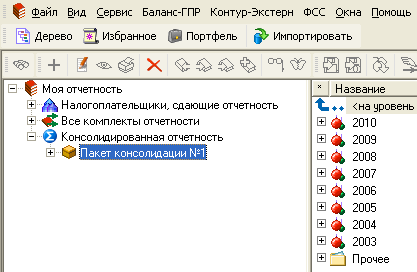 Файл Вид Сервис Баланс-ГПР Контур-Экстерн ФСС Окна Помощь
Дерево Избранное Портфель Импортировать
Моя отчетность
Налогоплательщики, сдающие отчетность
Все комплекты отчетности
Консолидированная отчетность
Пакет консолидации №1
× Название
.. <на уровень
2010
2009
2008
2007
2006
2005
2004
2003
Прочее